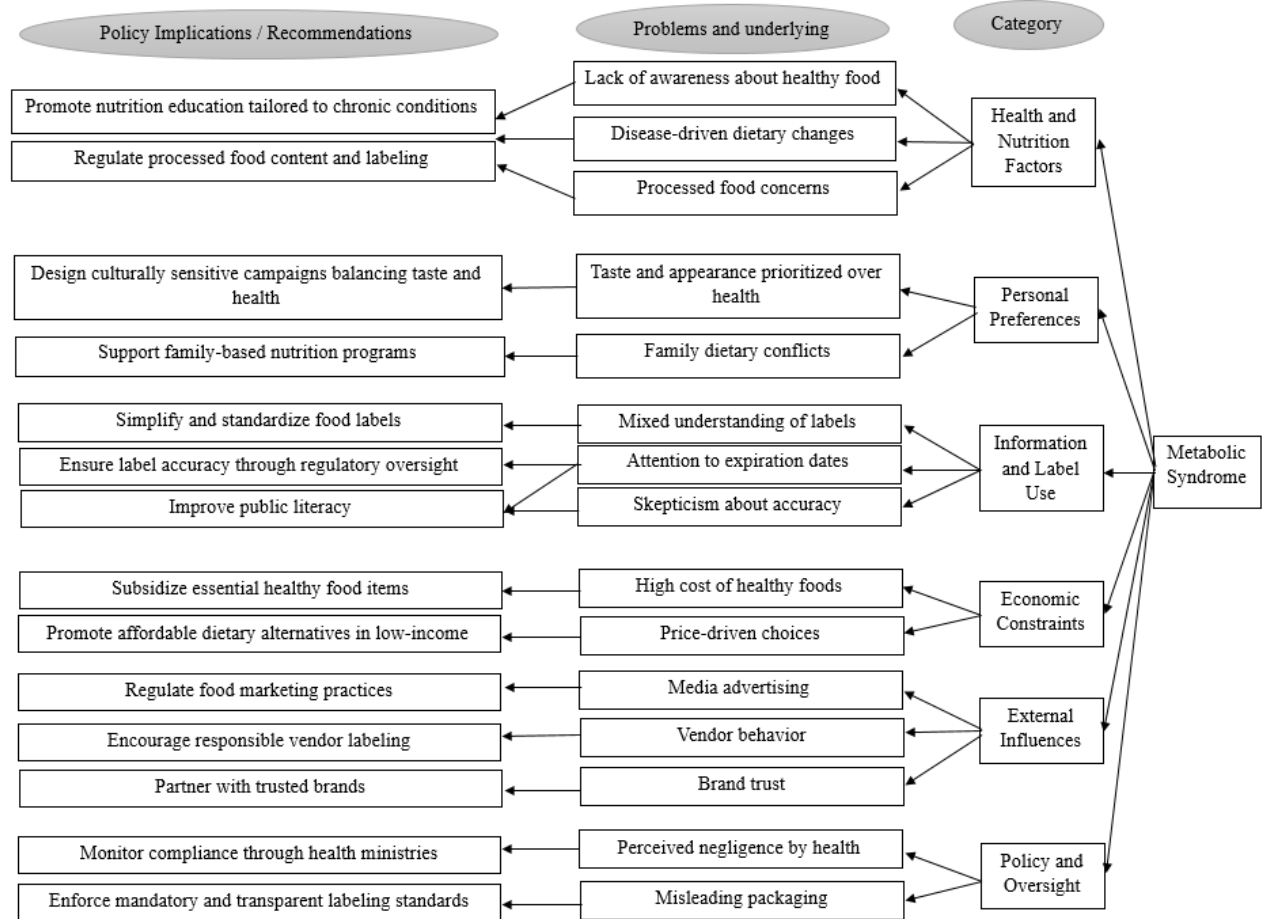 Policy Implications / Recommendations
Problems and underlying
Category
Promote nutrition education tailored to chronic conditions
Regulate processed food content and labeling
Lack of awareness about healthy food
Disease-driven dietary changes
Processed food concerns
Health and
Nutrition
Factors
Design culturally sensitive campaigns balancing taste and
health
Support family-based nutrition programs
Taste and appearance prioritized over
health
Family dietary conflicts
Personal
Preferences
Simplify and standardize food labels
Ensure label accuracy through regulatory oversight
Improve public literacy
Mixed understanding of labels
Attention to expiration dates
Skepticism about accuracy
Information
and Label
Use
Metabolic
Syndrome
Subsidize essential healthy food items
Promote affordable dietary alternatives in low-income
High cost of healthy foods
Price-driven choices
Economic
Constraints
Regulate food marketing practices
Encourage responsible vendor labeling
Partner with trusted brands
Media advertising
Vendor behavior
Brand trust
External
Influences
Monitor compliance through health ministries
Enforce mandatory and transparent labeling standards
Perceived negligence by health
Misleading packaging
Policy and
Oversight